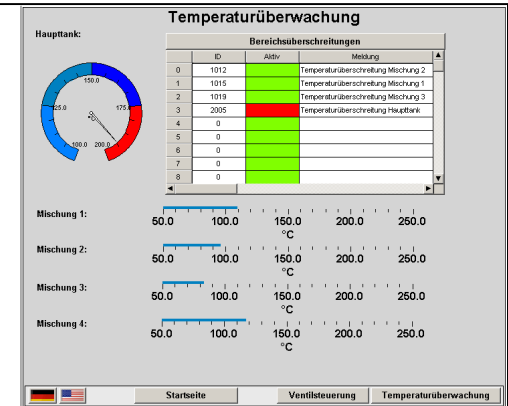 Temperaturüberwachung
Haupttank:
150.0
125.0
175.0
°C
100.0
200.0
Bereichsüberschreitungen
ID Aktiv Meldung
0 1012 Temperaturüberschreitung Mischung 2
1 1015 Temperaturüberschreitung Mischung 1
2 1019 Temperaturüberschreitung Mischung 3
3 2005 Temperaturüberschreitung Haupttank
4 0
5 0
6 0
7 0
8 0
Mischung 1:
50.0 100.0 150.0 200.0 250.0
°C
Mischung 2:
50.0 100.0 150.0 200.0 250.0
°C
Mischung 3:
50.0 100.0 150.0 200.0 250.0
°C
Mischung 4:
50.0 100.0 150.0 200.0 250.0
°C
Startseite Ventilsteuerung Temperaturüberwachung